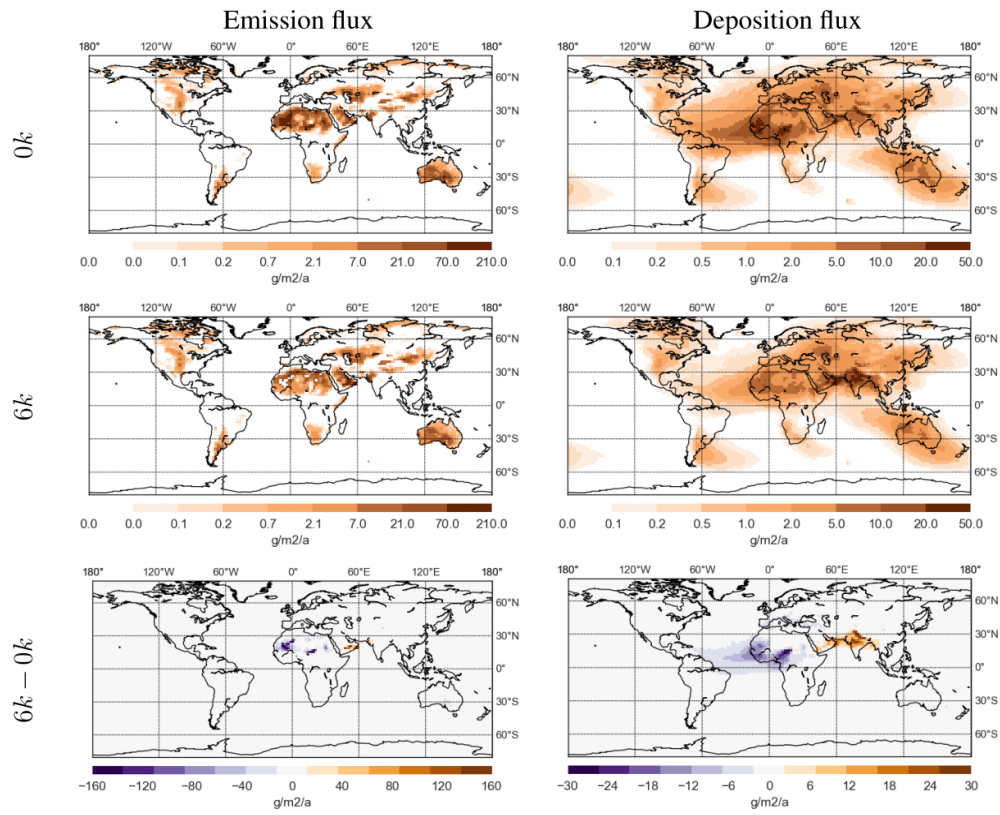 Emission flux
Deposition flux
180° 120°W 60°W 0° 60°E 120°E 180°
180° 120°W 60°W 0° 60°E 120°E 180°
0k
60°N
30°N
0°
30°S
60°S
60°N
30°N
0°
30°S
60°S
0.0 0.0 0.1 0.2 0.7 2.1 7.0 21.0 70.0 210.0
g/m2/a
0.0 0.1 0.2 0.5 1.0 2.0 5.0 10.0 20.0 50.0
g/m2/a
180° 120°W 60°W 0° 60°E 120°E 180°
180° 120°W 60°W 0° 60°E 120°E 180°
6k
60°N
30°N
0°
30°S
60°S
60°N
30°N
0°
30°S
60°S
0.0 0.0 0.1 0.2 0.7 2.1 7.0 21.0 70.0 210.0
g/m2/a
0.0 0.1 0.2 0.5 1.0 2.0 5.0 10.0 20.0 50.0
g/m2/a
180° 120°W 60°W 0° 60°E 120°E 180°
180° 120°W 60°W 0° 60°E 120°E 180°
6k − 0k
60°N
30°N
0°
30°S
60°S
60°N
30°N
0°
30°S
60°S
−160 −120 −80 −40 0 40 80 120 160
g/m2/a
−30 −24 −18 −12 −6 0 6 12 18 24 30
g/m2/a